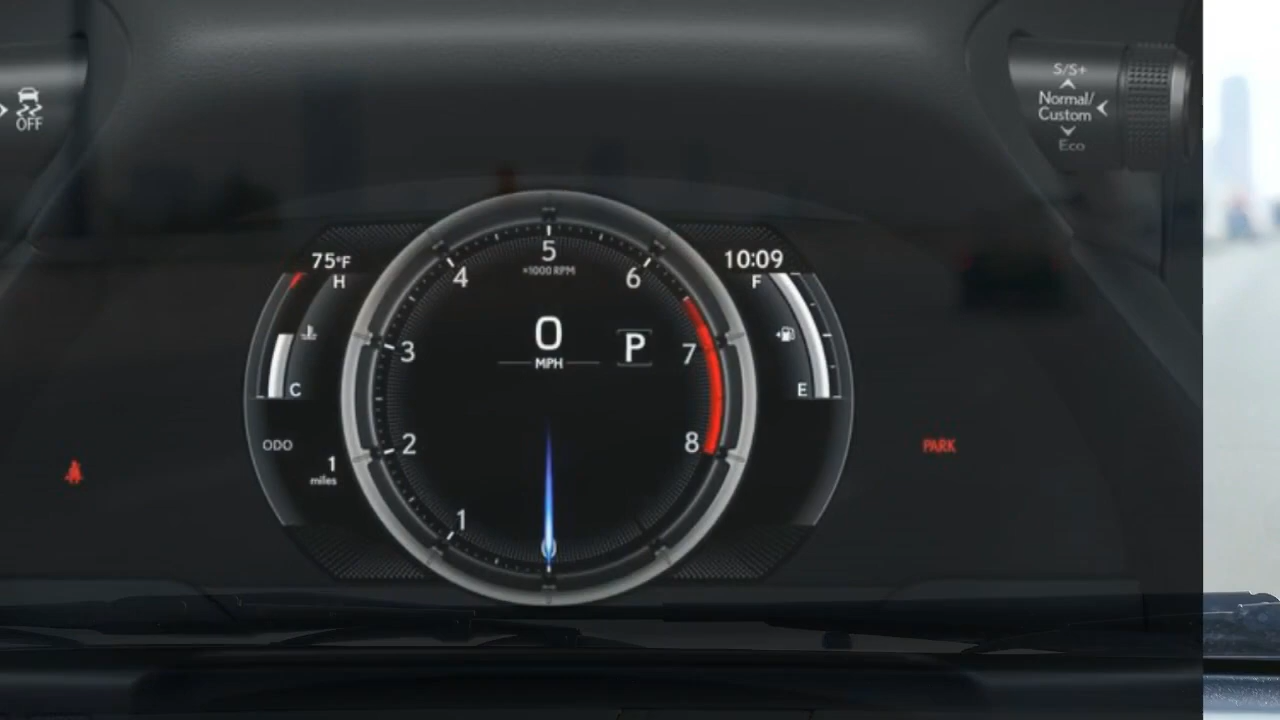 OFF
S/S+
Normal/
Custom
Eco
75°F
H
C
ODO
1
miles
5
×1000 RPM
4
6
3
7
2
8
1
0
MPH
P
10:09
F
E
PARK